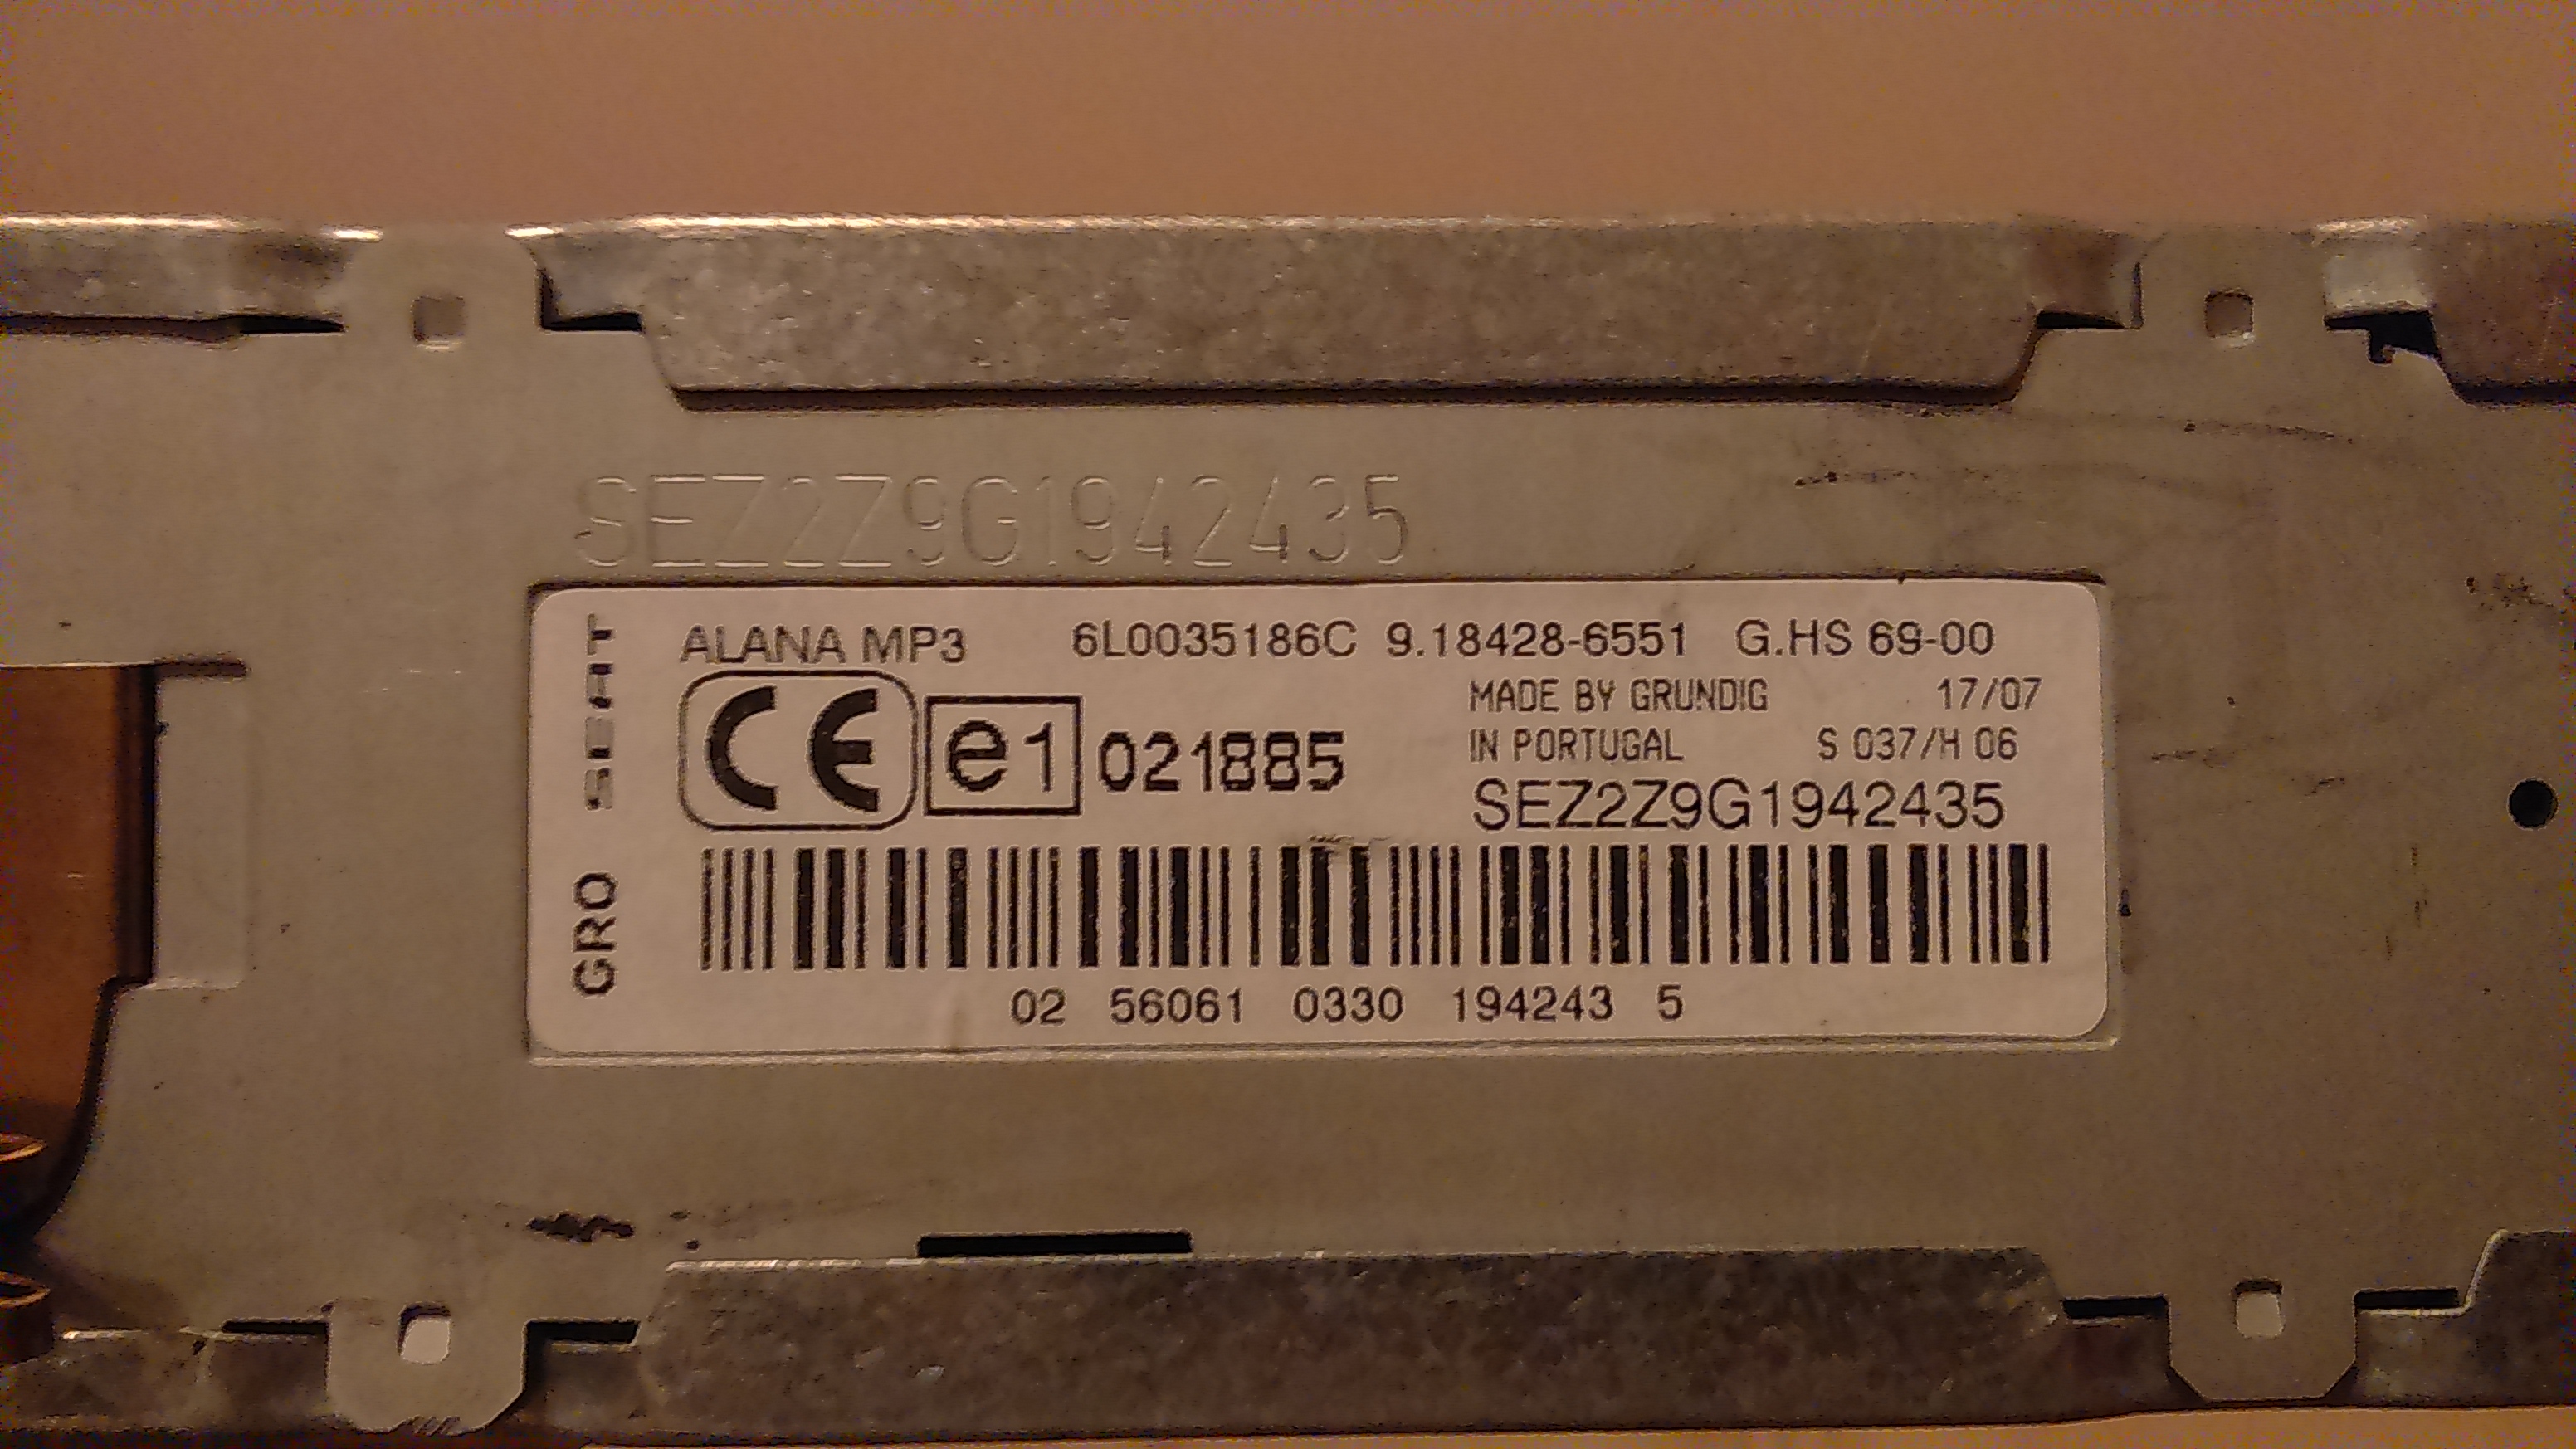 SEZ2Z9G1942435
GRO SEAT
ALANA MP3 6L0035186C 9.18428-6551 G.HS 69-00
CE e1 021885
MADE BY GRUNDIG 17/07
IN PORTUGAL S 037/H 06
SEZ2Z9G1942435
02 56061 0330 194243 5